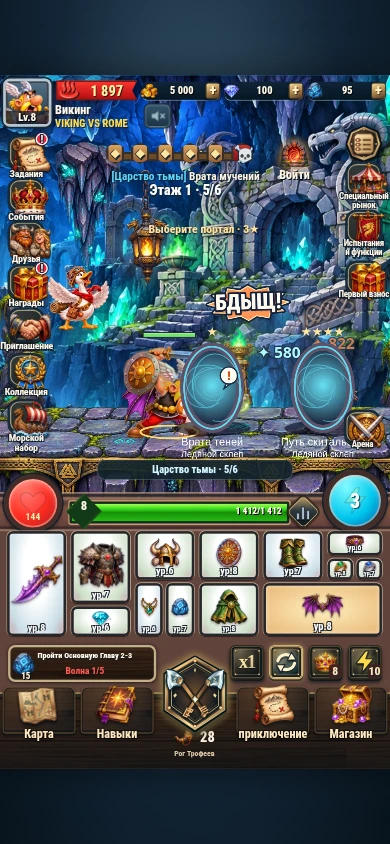 1 897
5 000
100
95
Lv.8
Викинг
VIKING VS ROME
Задания
[Царство тьмы] Врата мучений
Этаж 1 · 5/6
Войти
Специальный рынок
События
Выберите портал · 3★
Друзья
Испытания и функции
Награды
Первый взнос
БДЫЩ!
Приглашение
580
822
Коллекция
Морской набор
Врата теней
Ледяной склеп
Путь скиталь
Ледяной склеп
Арена
Царство тьмы · 5/6
144
8
1 412/1 412
3
ур.8
ур.7
ур.6
ур.8
ур.7
ур.6
ур.8
ур.7
ур.8
ур.8
15
Пройти Основную Главу 2-3
Волна 1/5
x1
8
10
Карта
Навыки
28
Рог Трофеев
приключение
Магазин